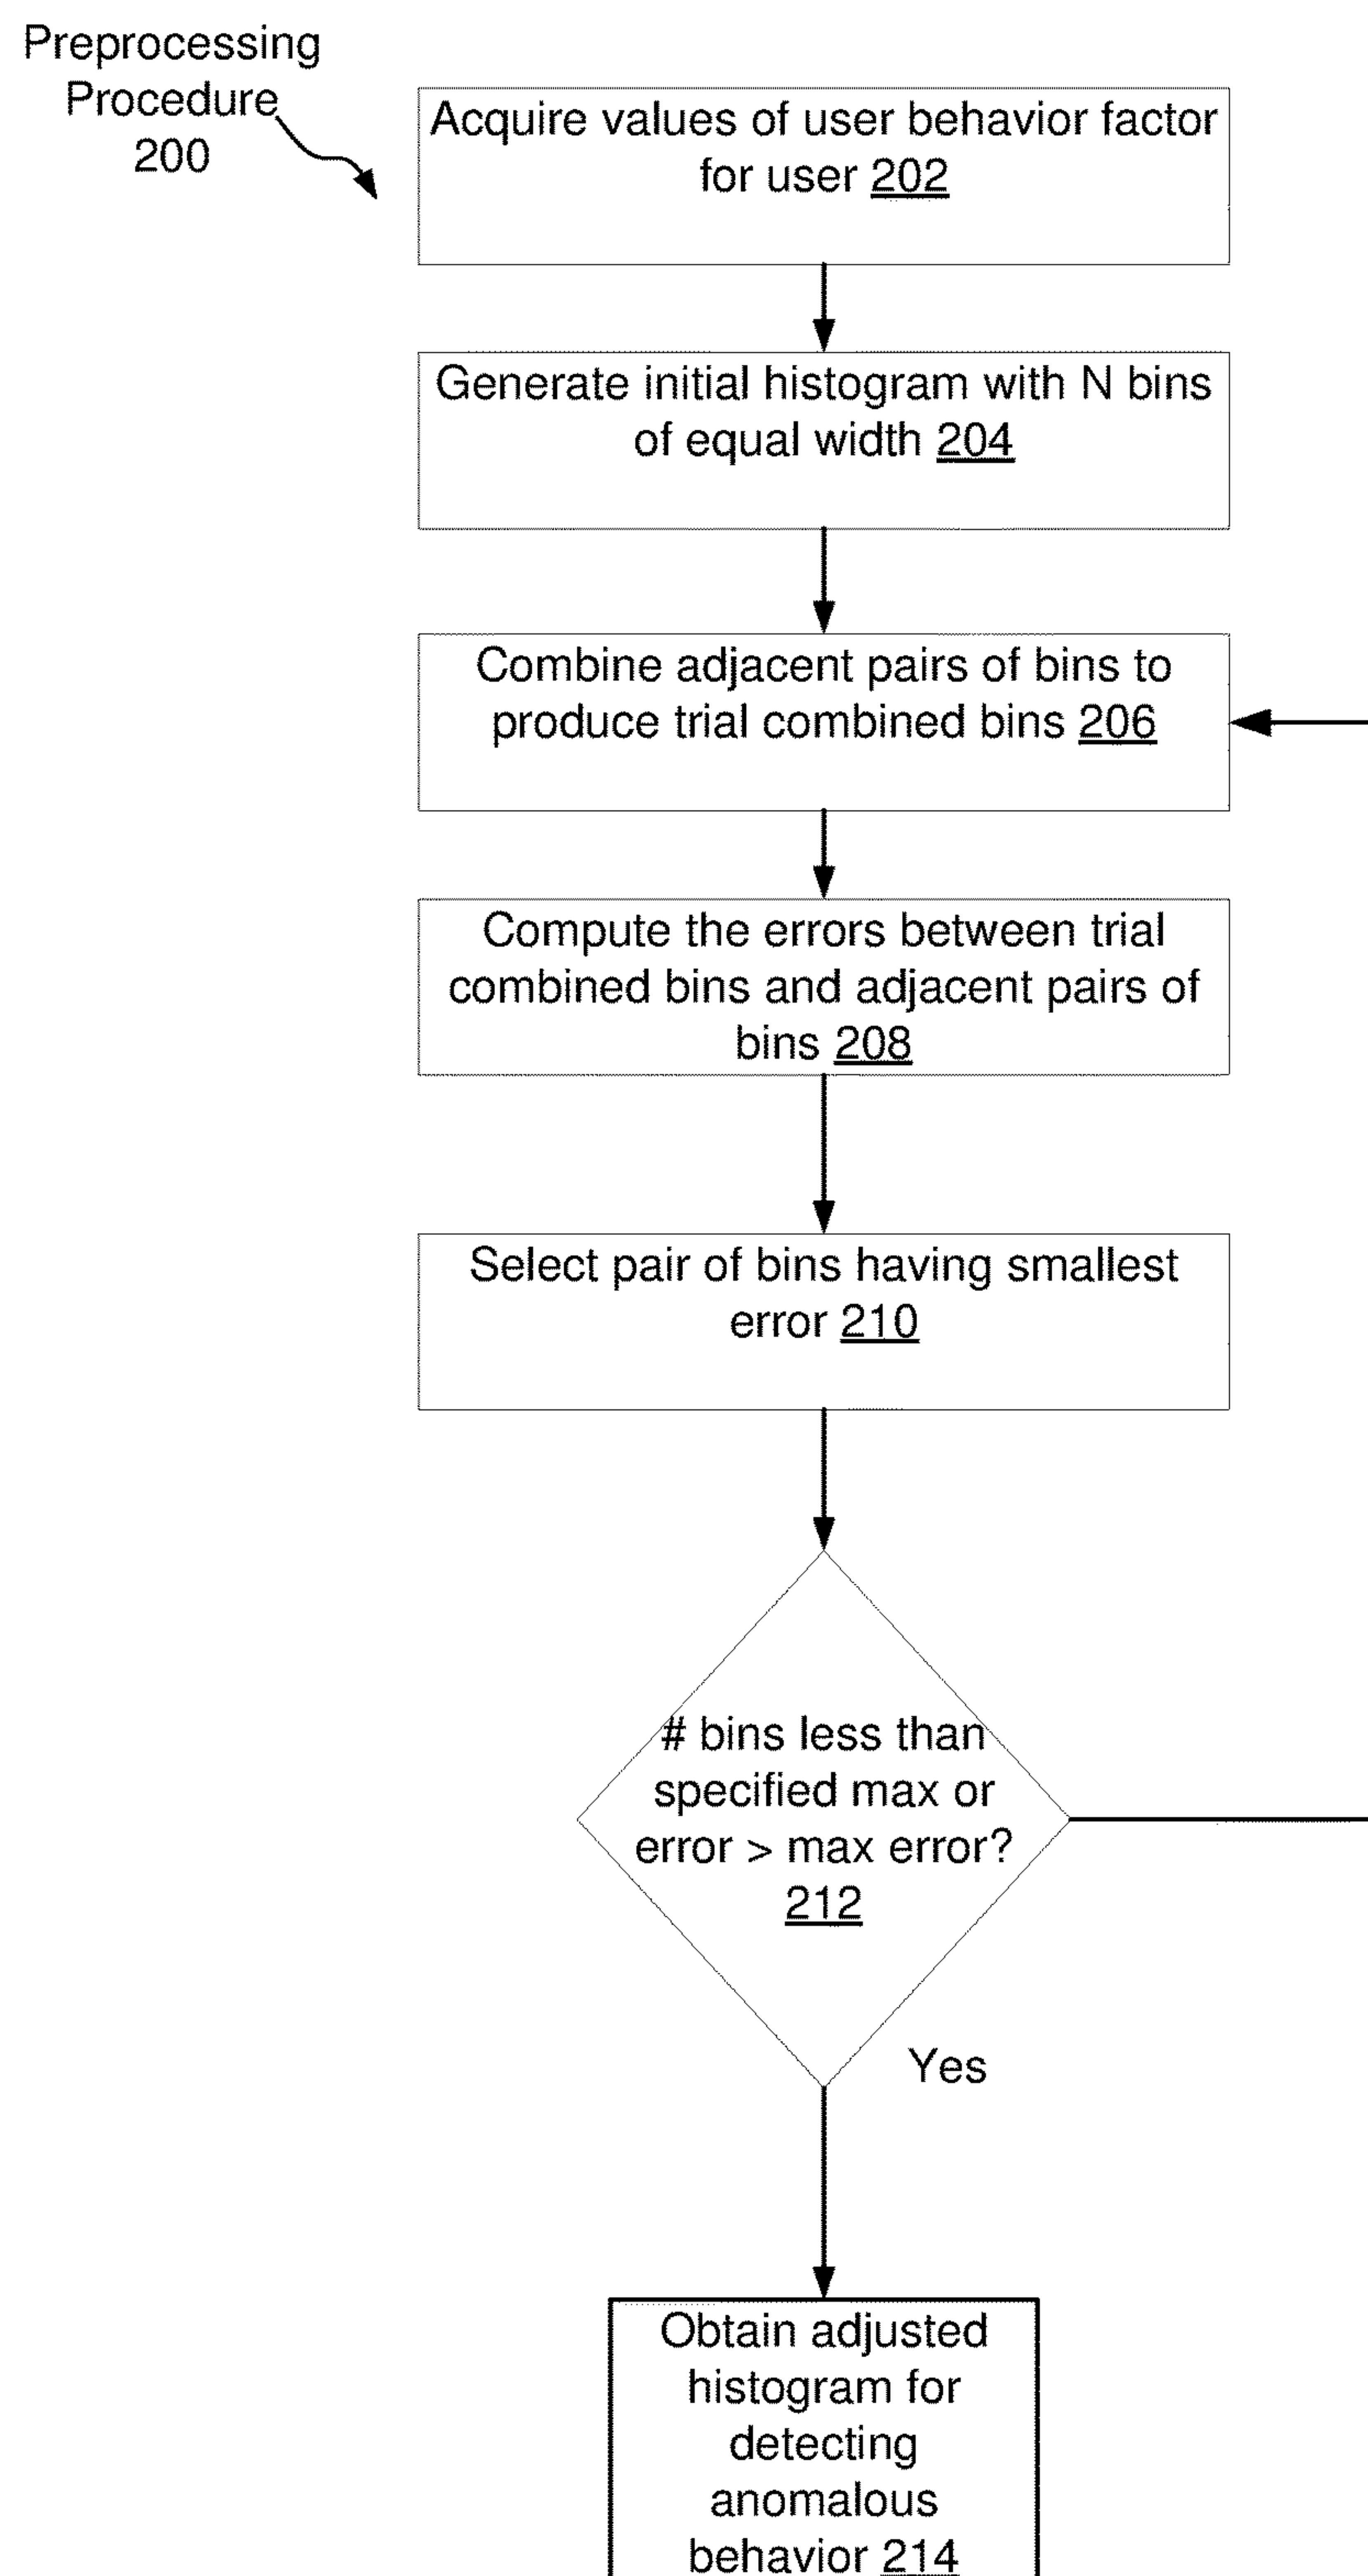 Preprocessing
Procedure
200
Acquire values of user behavior factor
for user 202
Generate initial histogram with N bins
of equal width 204
Combine adjacent pairs of bins to
produce trial combined bins 206
Compute the errors between trial
combined bins and adjacent pairs of
bins 208
Select pair of bins having smallest
error 210
# bins less than
specified max or
error > max error?
212
Yes
Obtain adjusted
histogram for
detecting
anomalous
behavior 214